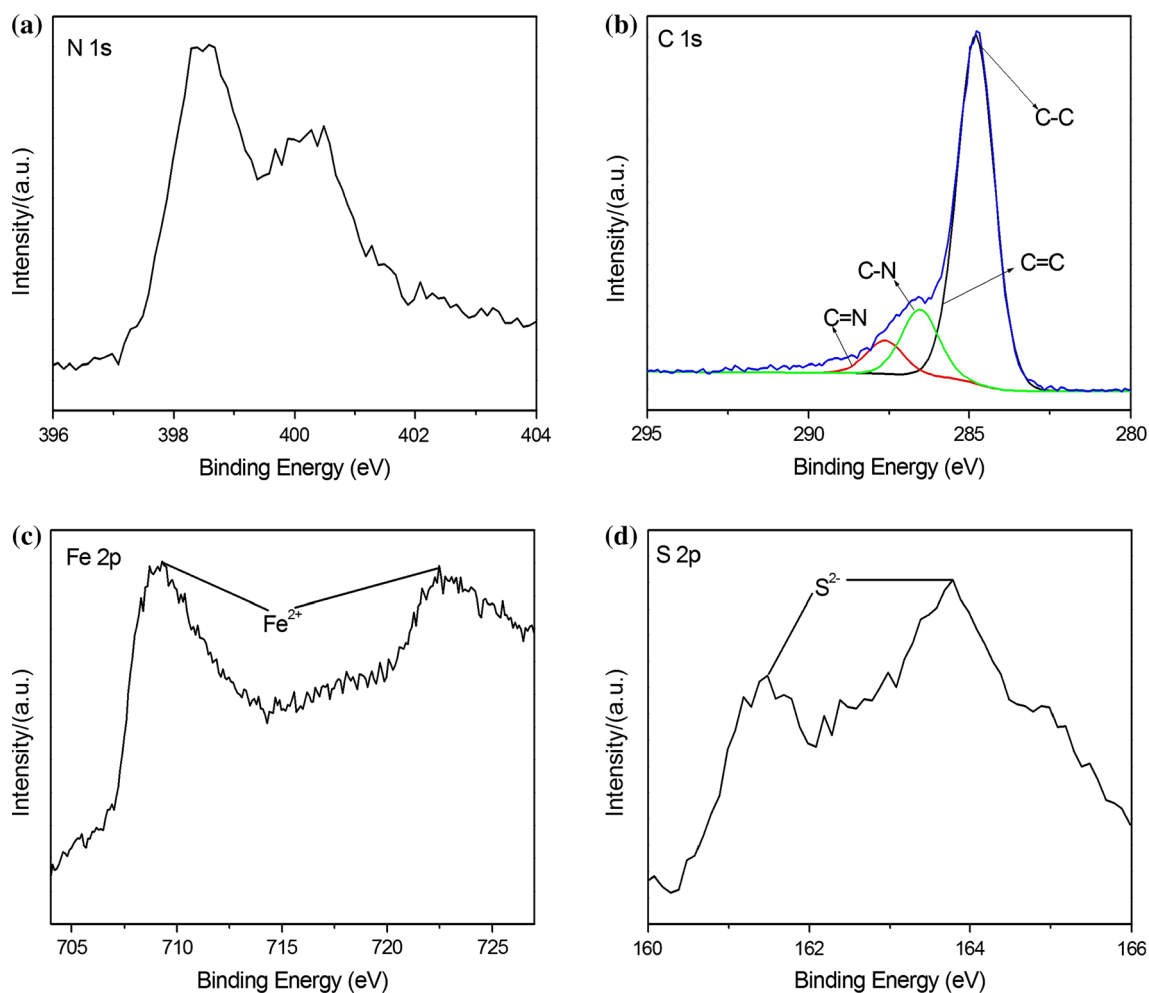 (a)
N 1s
Intensity/(a.u.)
396 398 400 402 404
Binding Energy (eV)
(b)
C 1s
C-C
C=C
C-N
C=N
Intensity/(a.u.)
295 290 285 280
Binding Energy (eV)
(c)
Fe 2p
Fe²⁺
Intensity/(a.u.)
705 710 715 720 725
Binding Energy (eV)
(d)
S 2p
S²⁻
Intensity/(a.u.)
160 162 164 166
Binding Energy (eV)